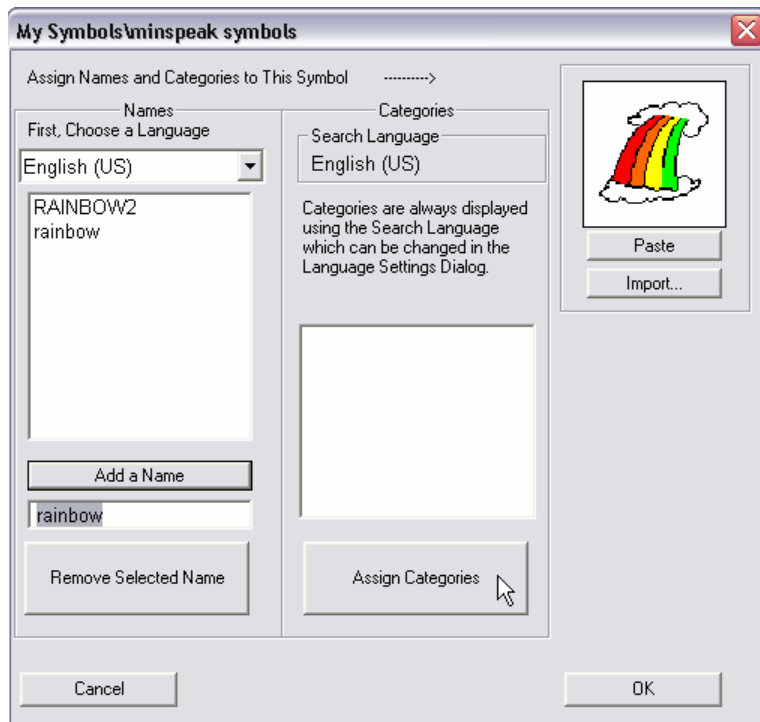 My Symbols\minspeak symbols
Assign Names and Categories to This Symbol ---------->
Names
First, Choose a Language
English (US)
RAINBOW2
rainbow
Add a Name
rainbow
Remove Selected Name
Categories
Search Language
English (US)
Categories are always displayed
using the Search Language
which can be changed in the
Language Settings Dialog.
Assign Categories
Paste
Import...
Cancel
OK